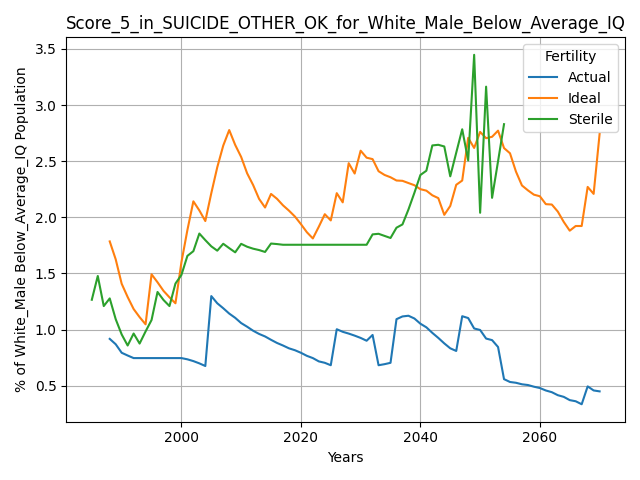 Score_5_in_SUICIDE_OTHER_OK_for_White_Male_Below_Average_IQ
% of White_Male Below_Average_IQ Population
3.5
3.0
2.5
2.0
1.5
1.0
0.5
Fertility
Actual
Ideal
Sterile
2000
2020
2040
2060
Years